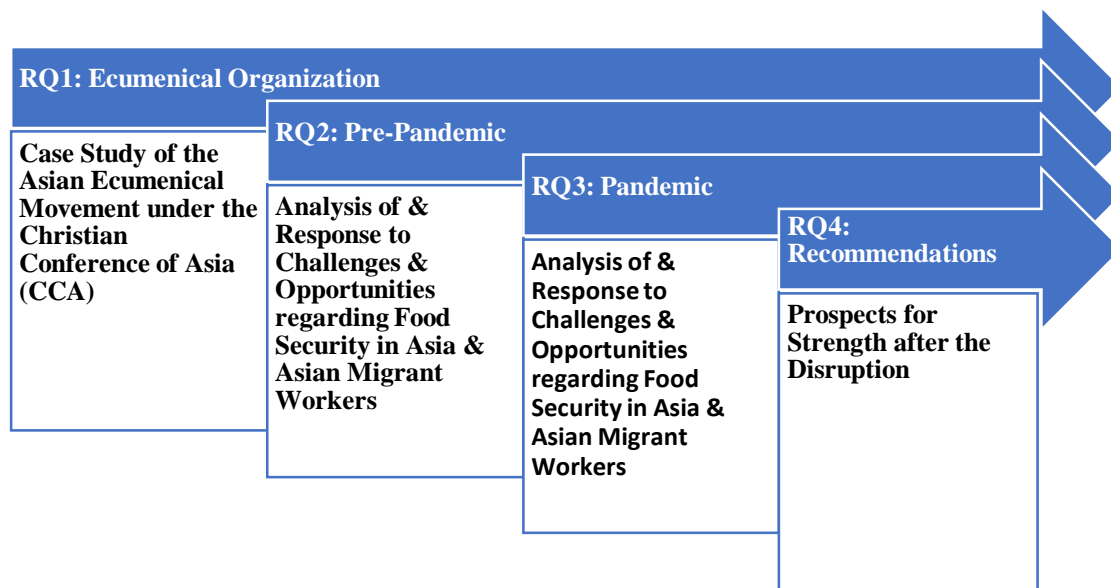 RQ1: Ecumenical Organization
Case Study of the
Asian Ecumenical
Movement under the
Christian
Conference of Asia
(CCA)
RQ2: Pre-Pandemic
Analysis of &
Response to
Challenges &
Opportunities
regarding Food
Security in Asia &
Asian Migrant
Workers
RQ3: Pandemic
Analysis of &
Response to
Challenges &
Opportunities
regarding Food
Security in Asia &
Asian Migrant
Workers
RQ4:
Recommendations
Prospects for
Strength after the
Disruption